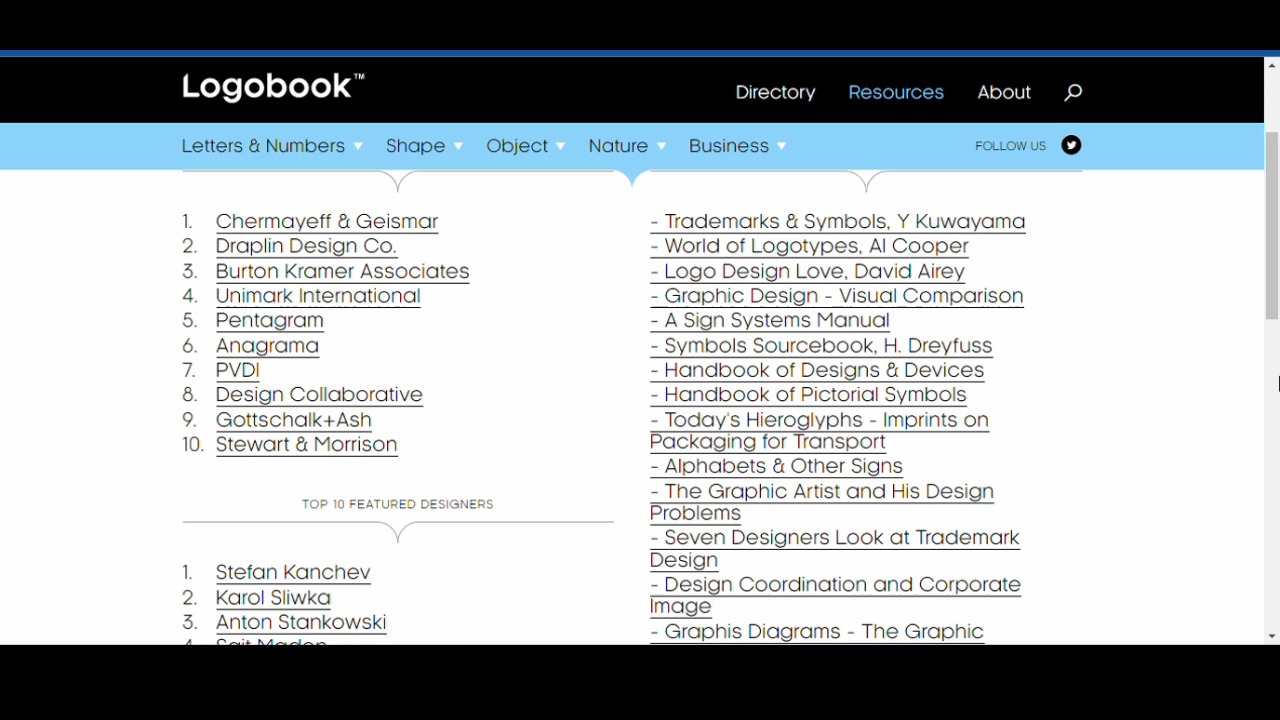 Logobook™
Directory Resources About
Letters & Numbers Shape Object Nature Business FOLLOW US
1. Chermayeff & Geismar
2. Draplin Design Co.
3. Burton Kramer Associates
4. Unimark International
5. Pentagram
6. Anagrama
7. PVDI
8. Design Collaborative
9. Gottschalk+Ash
10. Stewart & Morrison
TOP 10 FEATURED DESIGNERS
1. Stefan Kanchev
2. Karol Sliwka
3. Anton Stankowski
- Trademarks & Symbols, Y Kuwayama
- World of Logotypes, Al Cooper
- Logo Design Love, David Airey
- Graphic Design - Visual Comparison
- A Sign Systems Manual
- Symbols Sourcebook, H. Dreyfuss
- Handbook of Designs & Devices
- Handbook of Pictorial Symbols
- Today's Hieroglyphs - Imprints on
Packaging for Transport
- Alphabets & Other Signs
- The Graphic Artist and His Design
Problems
- Seven Designers Look at Trademark
Design
- Design Coordination and Corporate
Image
- Graphis Diagrams - The Graphic